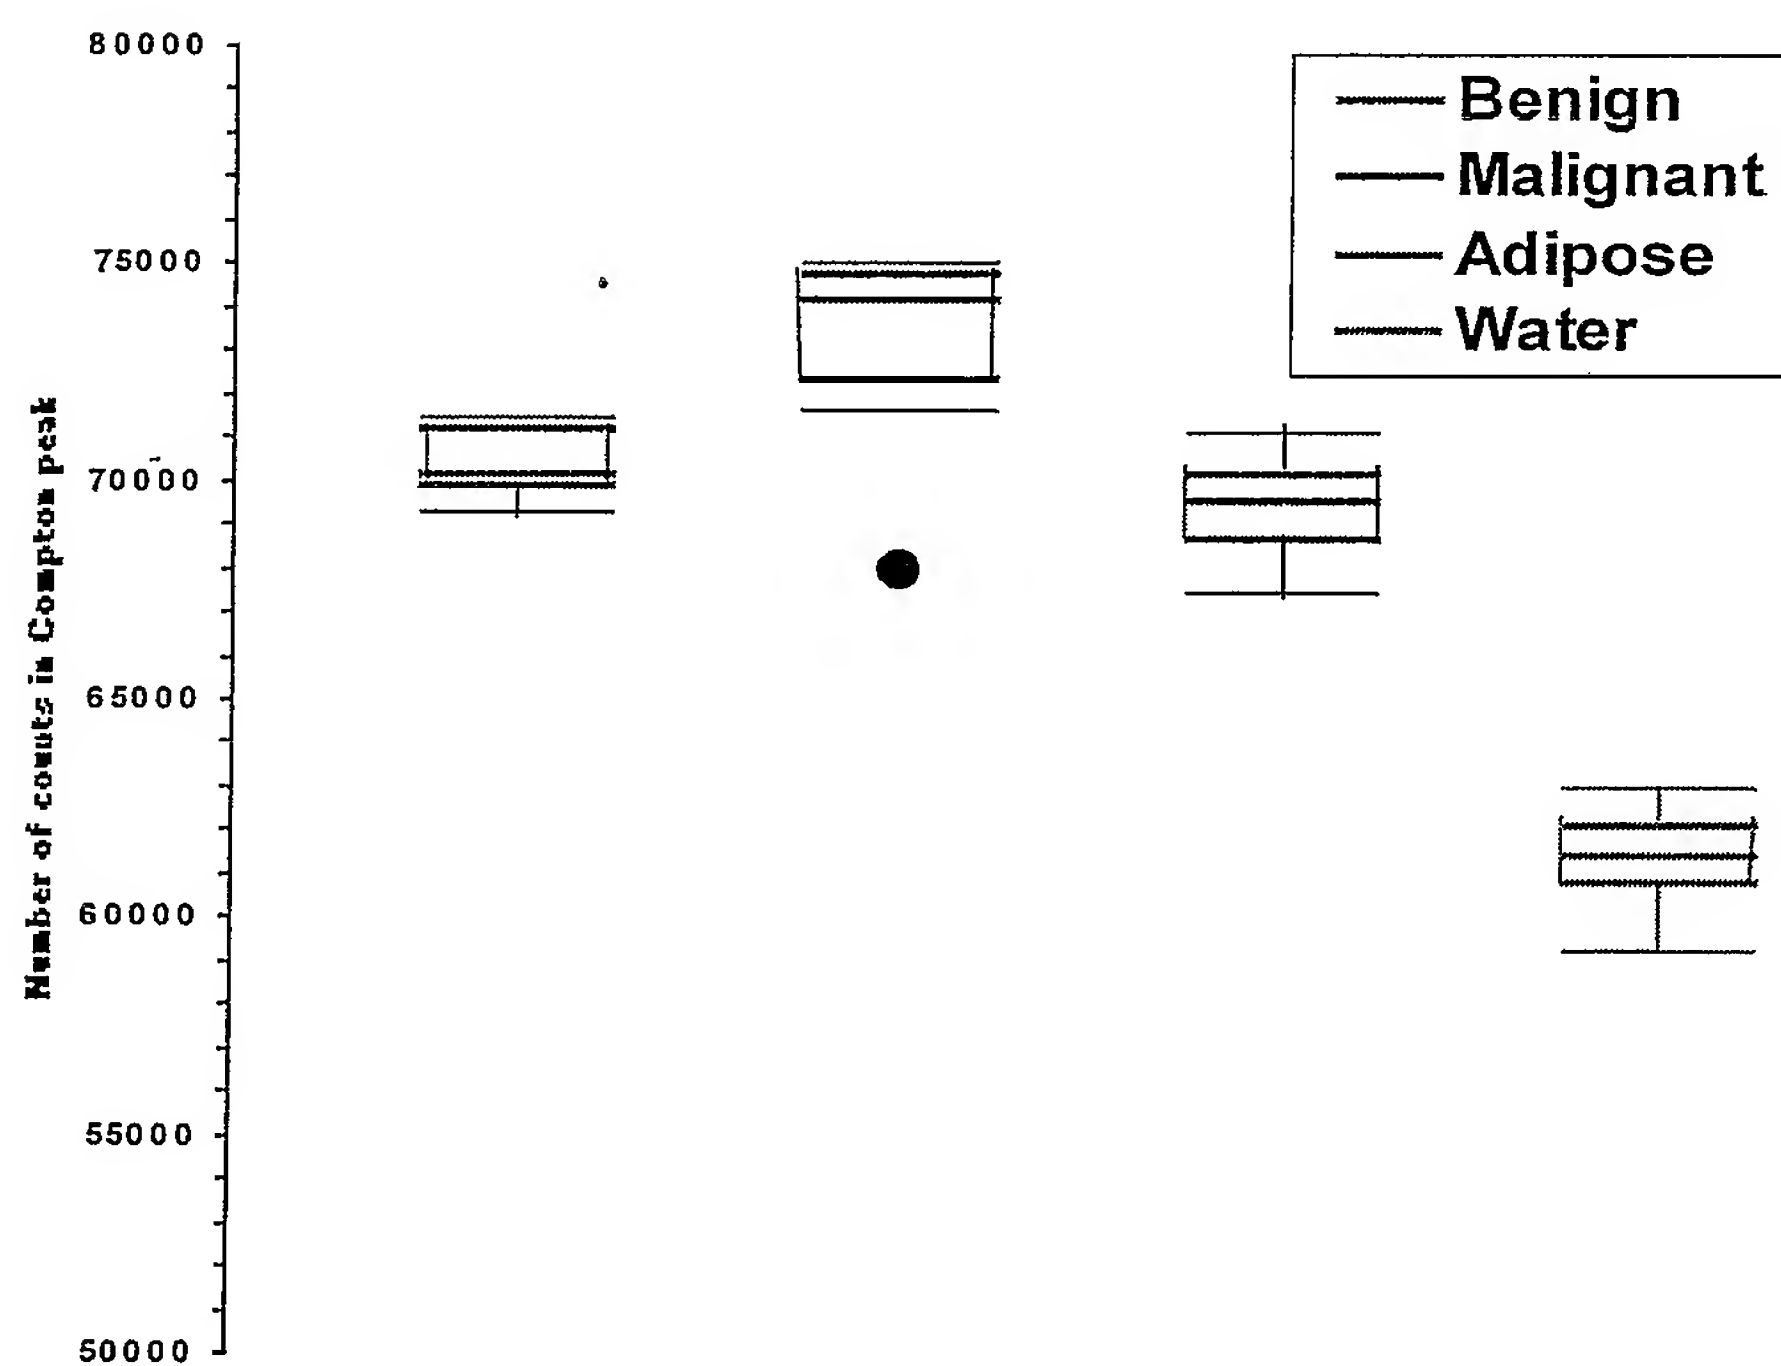 80000
75000
70000
65000
60000
55000
50000
Number of counts in Compton peak
Benign
Malignant
Adipose
Water